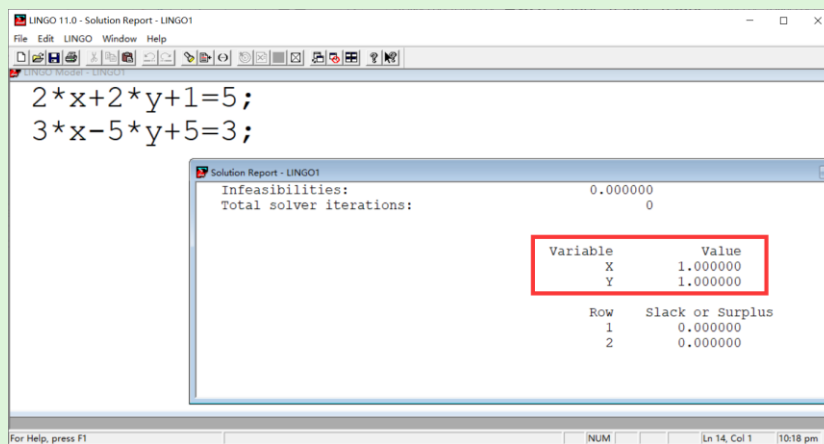 LINGO 11.0 - Solution Report - LINGO1
File Edit LINGO Window Help
LINGO Model - LINGO1
2*x+2*y+1=5;
3*x-5*y+5=3;
Solution Report - LINGO1
Infeasibilities: 0.000000
Total solver iterations: 0
Variable Value
X 1.000000
Y 1.000000
Row Slack or Surplus
1 0.000000
2 0.000000
For Help, press F1 NUM Ln 14, Col 1 10:18 pm